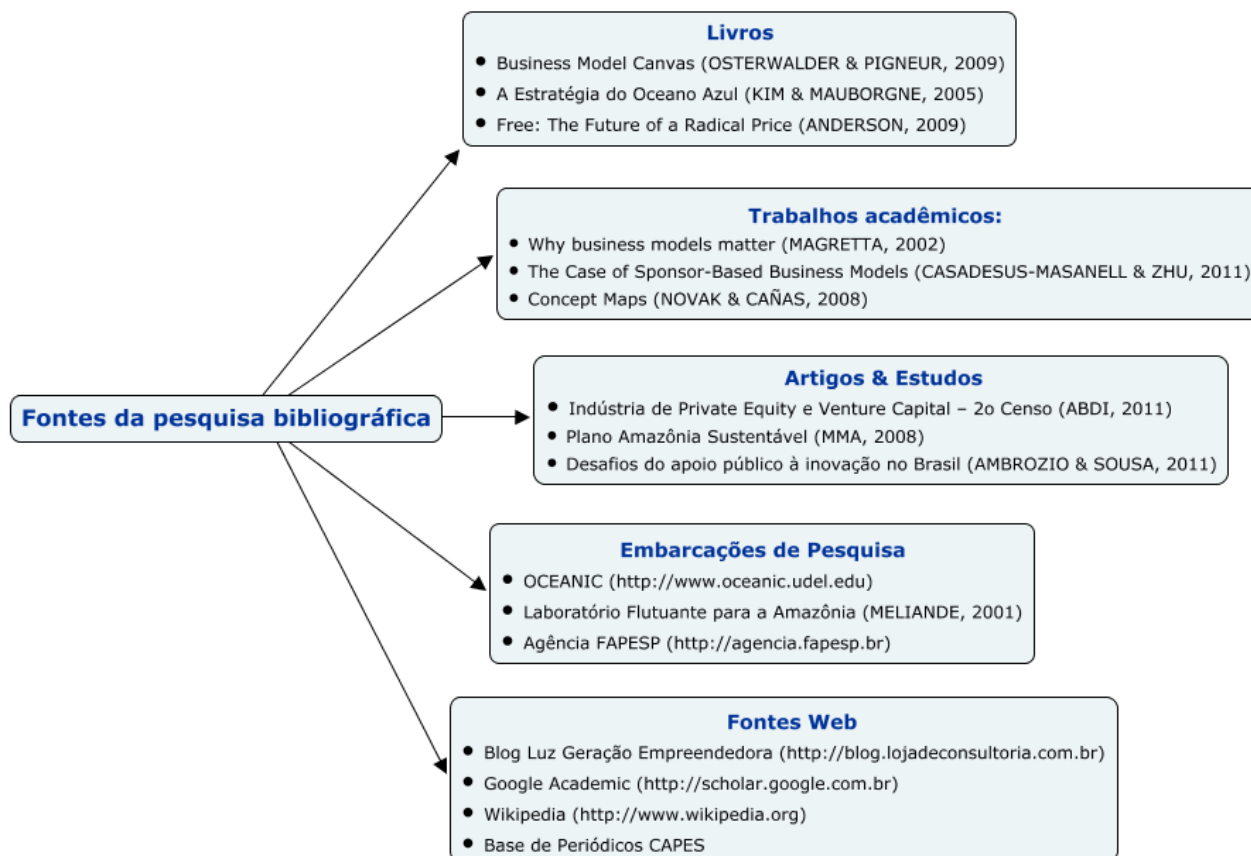 Livros
• Business Model Canvas (OSTERWALDER & PIGNEUR, 2009)
• A Estratégia do Oceano Azul (KIM & MAUBORGNE, 2005)
• Free: The Future of a Radical Price (ANDERSON, 2009)
Trabalhos acadêmicos:
• Why business models matter (MAGRETTA, 2002)
• The Case of Sponsor-Based Business Models (CASADESUS-MASANELL & ZHU, 2011)
• Concept Maps (NOVAK & CAÑAS, 2008)
Fontes da pesquisa bibliográfica
Artigos & Estudos
• Indústria de Private Equity e Venture Capital – 2o Censo (ABDI, 2011)
• Plano Amazônia Sustentável (MMA, 2008)
• Desafios do apoio público à inovação no Brasil (AMBROZIO & SOUSA, 2011)
Embarcações de Pesquisa
• OCEANIC (http://www.oceanic.udel.edu)
• Laboratório Flutuante para a Amazônia (MELIANDE, 2001)
• Agência FAPESP (http://agencia.fapesp.br)
Fontes Web
• Blog Luz Geração Empreendedora (http://blog.lojadeconsultoria.com.br)
• Google Academic (http://scholar.google.com.br)
• Wikipedia (http://www.wikipedia.org)
• Base de Periódicos CAPES